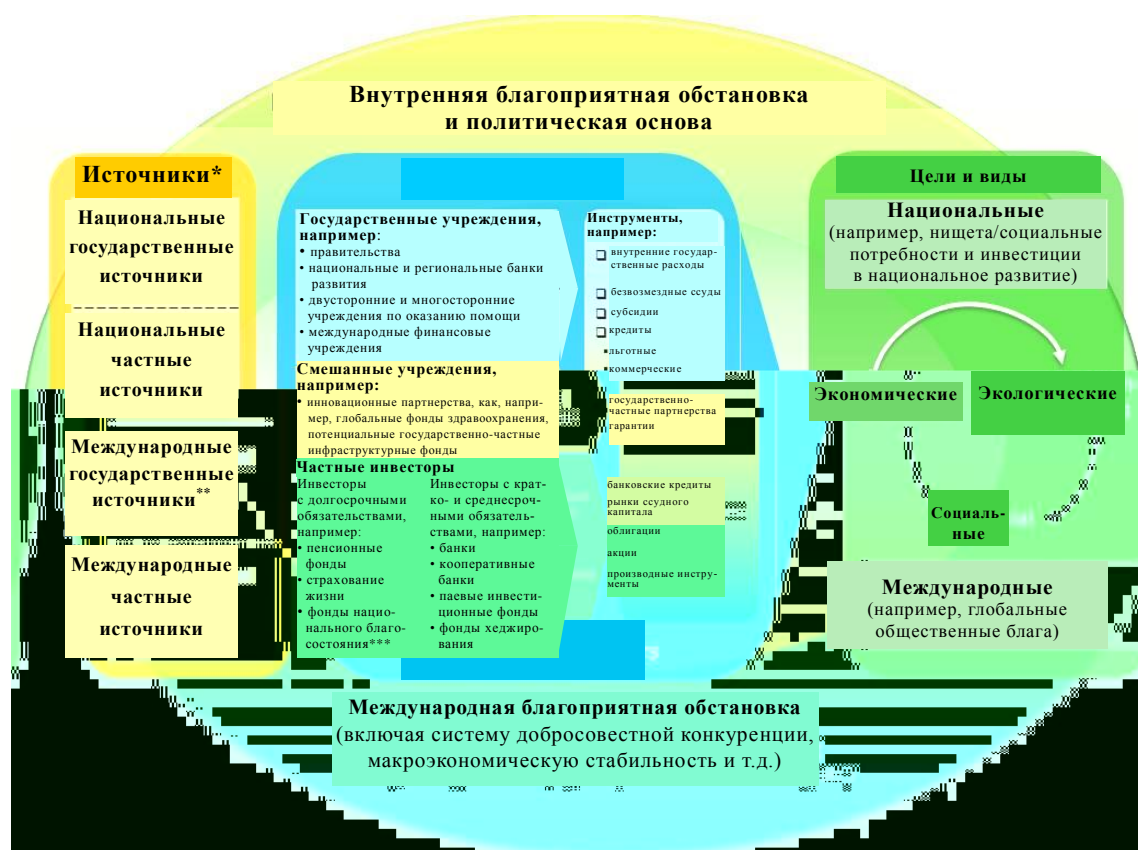 Внутренняя благоприятная обстановка
и политическая основа
Источники*
Национальные
государственные
источники
Национальные
частные
источники
Международные
государственные
источники**
Международные
частные
источники
Государственные учреждения,
например:
• правительства
• национальные и региональные банки
развития
• двусторонние и многосторонние
учреждения по оказанию помощи
• международные финансовые
учреждения
Смешанные учреждения,
например:
• инновационные партнерства, как, напри-
мер, глобальные фонды здравоохранения,
потенциальные государственно-частные
инфраструктурные фонды
Частные инвесторы
Инвесторы
с долгосрочными
обязательствами,
например:
• пенсионные
фонды
• страхование
жизни
• фонды нацио-
нального благо-
состояния***
Инвесторы с крат-
ко- и среднесроч-
ными обязатель-
ствами, например:
• банки
• кооперативные
банки
• паевые инвести-
ционные фонды
• фонды хеджиро-
вания
Инструменты,
например:
❑ внутренние государ-
ственные расходы
❑ безвозмездные ссуды
❑ субсидии
❑ кредиты
▪льготные
▪коммерческие
государственно-
частные партнерства
гарантии
банковские кредиты
рынки ссудного
капитала
облигации
акции
производные инстру-
менты
s
Цели и виды
Национальные
(например, нищета/социальные
потребности и инвестиции
в национальное развитие)
Экономические
Экологические
Социаль-
ные
Международные
(например, глобальные
общественные блага)
Международная благоприятная обстановка
(включая систему добросовестной конкуренции,
макроэкономическую стабильность и т.д.)